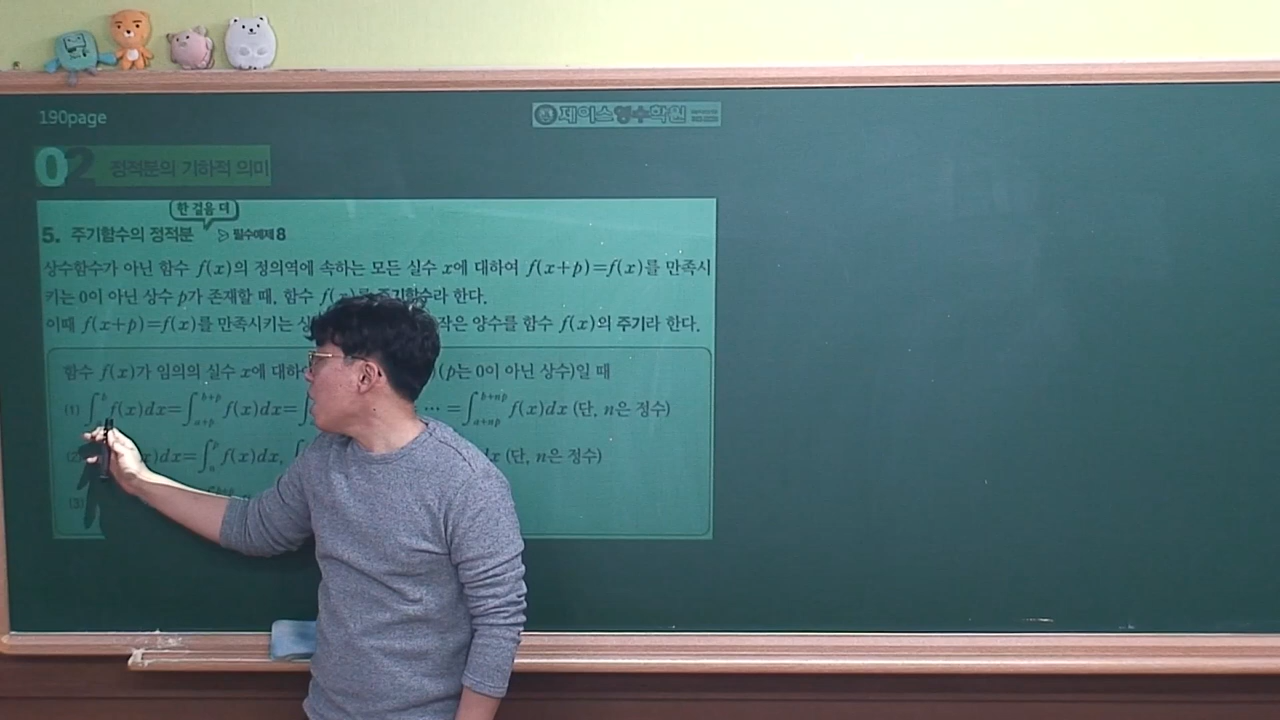 190page
제이스영수학원
02 정적분의 기하적 의미
한 걸음 더
5. 주기함수의 정적분 ▷ 필수예제 8
상수함수가 아닌 함수 f(x)의 정의역에 속하는 모든 실수 x에 대하여 f(x+p)=f(x)를 만족시
키는 0이 아닌 상수 p가 존재할 때, 함수 f(x)를 주기함수라 한다.
이때 f(x+p)=f(x)를 만족시키는 작은 양수를 함수 f(x)의 주기라 한다.
함수 f(x)가 임의의 실수 x에 대하 (p는 0이 아닌 상수)일 때
(1) ∫ᵇ f(x)dx=∫_{a+p}^{b+p} f(x)dx=∫ ⋯ =∫_{a+np}^{b+np} f(x)dx (단, n은 정수)
(2) x)dx=∫ f(x)dx, dx (단, n은 정수)
(3)